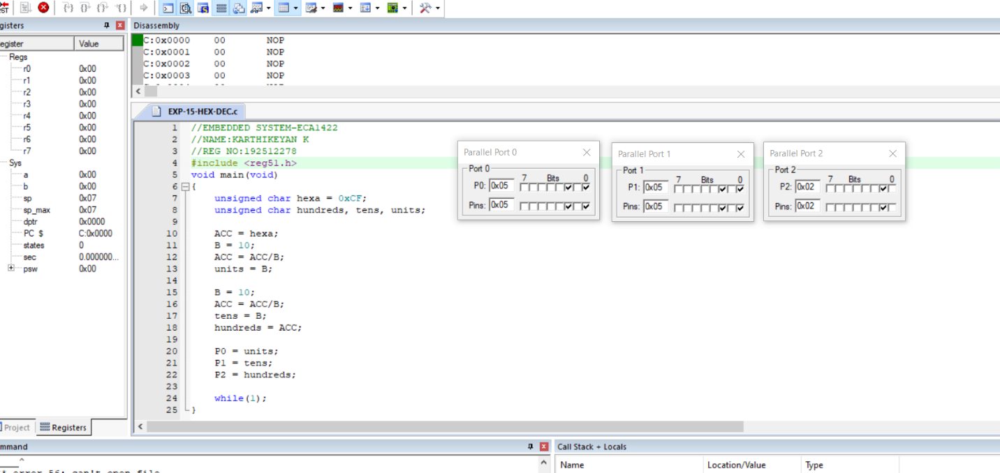 gisters
Disassembly
egister Value
Regs
r0 0x00
r1 0x00
r2 0x00
r3 0x00
r4 0x00
r5 0x00
r6 0x00
r7 0x00
Sys
a 0x00
b 0x00
sp 0x07
sp_max 0x07
dptr 0x0000
PC $ C:0x0000
states 0
sec 0.000000...
psw 0x00
Project Registers
C:0x0000 00 NOP
C:0x0001 00 NOP
C:0x0002 00 NOP
C:0x0003 00 NOP
EXP-15-HEX-DEC.c
1 //EMBEDDED SYSTEM-ECA1422
2 //NAME:KARTHIKEYAN K
3 //REG NO:192512278
4 #include <reg51.h>
5 void main(void)
6 {
7 unsigned char hexa = 0xCF;
8 unsigned char hundreds, tens, units;
9
10 ACC = hexa;
11 B = 10;
12 ACC = ACC/B;
13 units = B;
14
15 B = 10;
16 ACC = ACC/B;
17 tens = B;
18 hundreds = ACC;
19
20 P0 = units;
21 P1 = tens;
22 P2 = hundreds;
23
24 while(1);
25 }
Parallel Port 0
Port 0
7 Bits 0
P0: 0x05
Pins: 0x05
Parallel Port 1
Port 1
7 Bits 0
P1: 0x05
Pins: 0x05
Parallel Port 2
Port 2
7 Bits 0
P2: 0x02
Pins: 0x02
mmand
error 56: can't open file
Call Stack + Locals
Name Location/Value Type